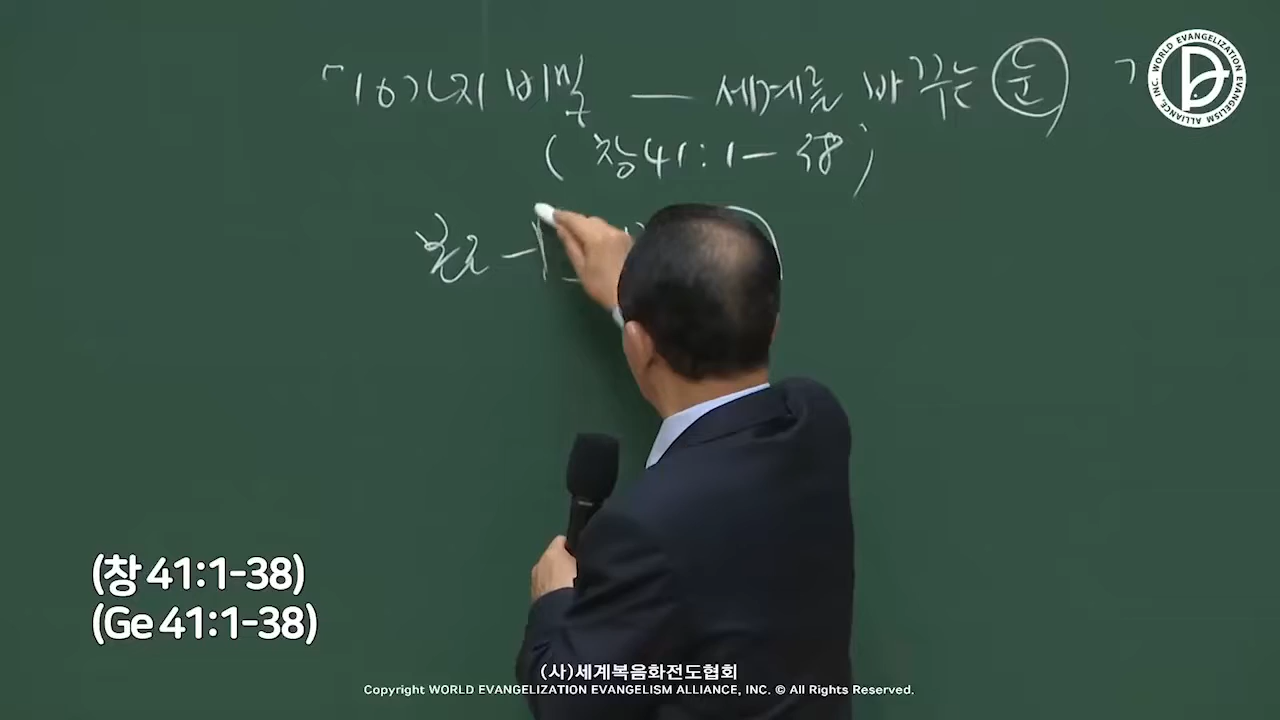 「10가지 비밀 — 세계를 바꾸는 눈
(창41:1-38)
WORLD EVANGELIZATION EVANGELISM ALLIANCE, INC.
(창 41:1-38)
(Ge 41:1-38)
(사)세계복음화전도협회
Copyright WORLD EVANGELIZATION EVANGELISM ALLIANCE, INC. © All Rights Reserved.